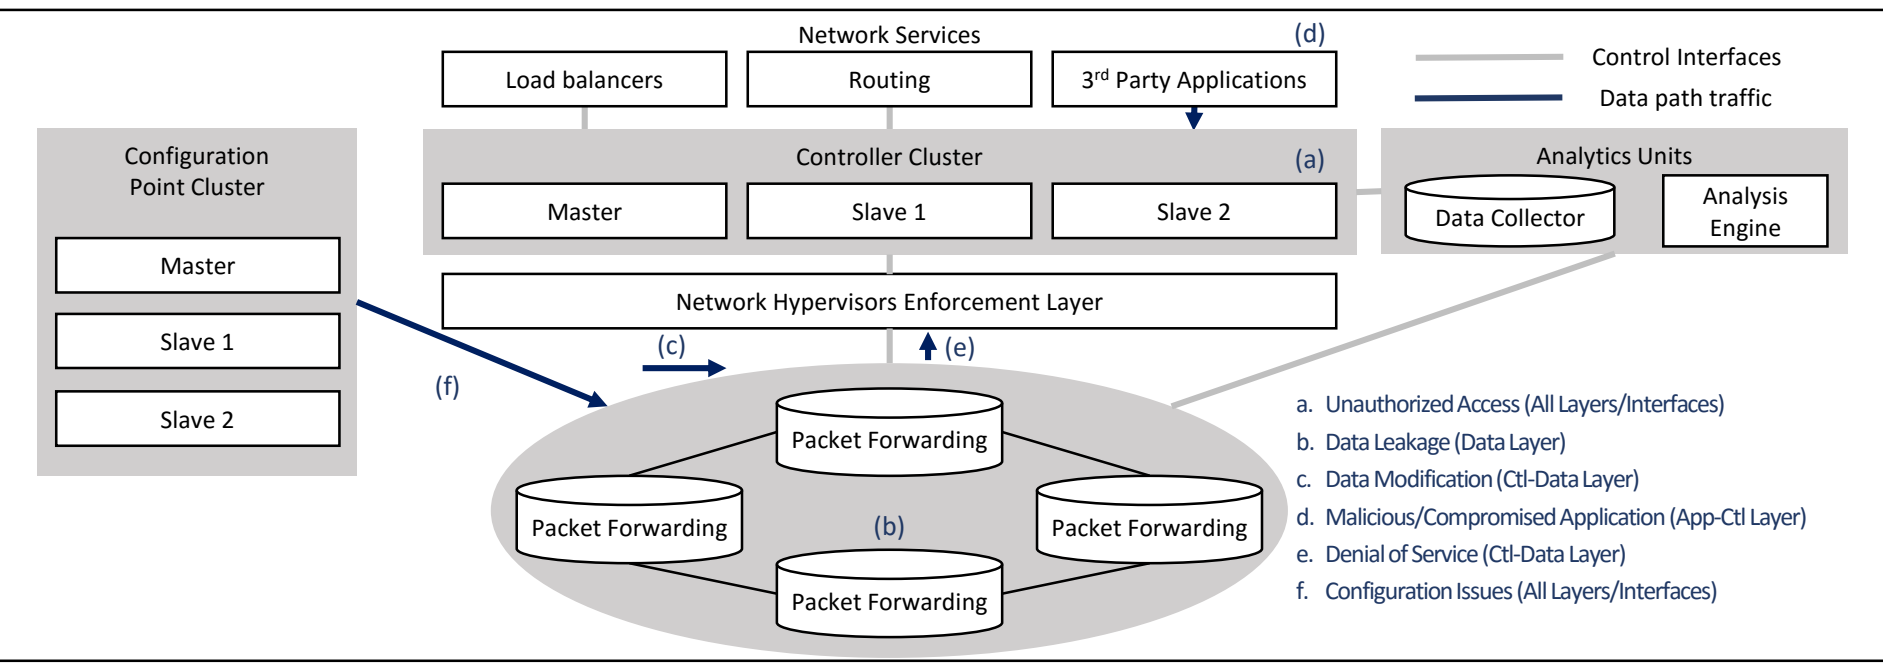 Network Services
(d)
Load balancers
Routing
3rd Party Applications
Control Interfaces
Data path traffic
Configuration
Point Cluster
Master
Slave 1
Slave 2
Controller Cluster
(a)
Master
Slave 1
Slave 2
Analytics Units
Data Collector
Analysis
Engine
Network Hypervisors Enforcement Layer
(c)
(e)
(f)
Packet Forwarding
Packet Forwarding
(b)
Packet Forwarding
Packet Forwarding
a. Unauthorized Access (All Layers/Interfaces)
b. Data Leakage (Data Layer)
c. Data Modification (Ctl-Data Layer)
d. Malicious/Compromised Application (App-Ctl Layer)
e. Denial of Service (Ctl-Data Layer)
f. Configuration Issues (All Layers/Interfaces)